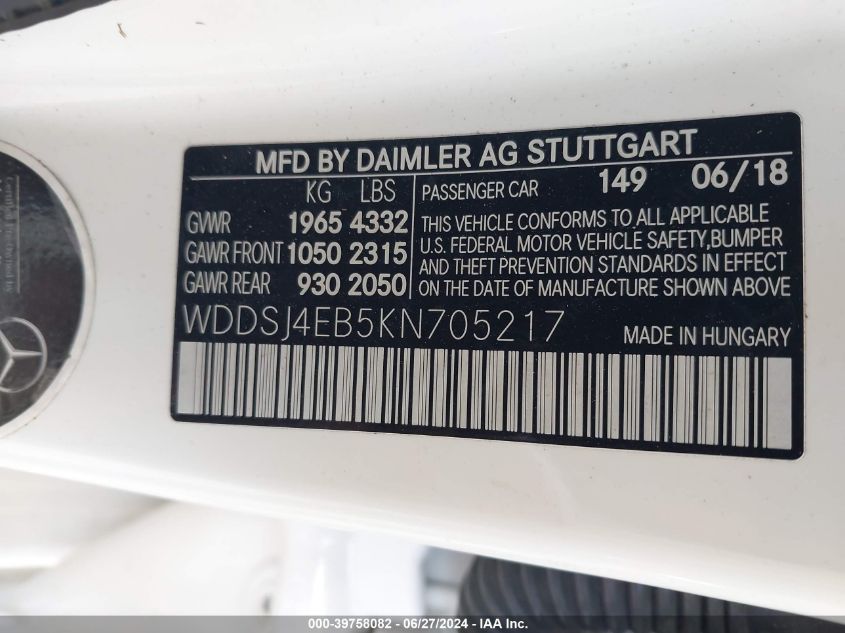 MFD BY DAIMLER AG STUTTGART
KG LBS
GVWR 1965 4332
GAWR FRONT 1050 2315
GAWR REAR 930 2050
PASSENGER CAR 149 06/18
THIS VEHICLE CONFORMS TO ALL APPLICABLE
U.S. FEDERAL MOTOR VEHICLE SAFETY, BUMPER
AND THEFT PREVENTION STANDARDS IN EFFECT
ON THE DATE OF MANUFACTURE SHOWN ABOVE
WDDSJ4EB5KN705217 MADE IN HUNGARY
000-39758082 - 06/27/2024 - IAA Inc.